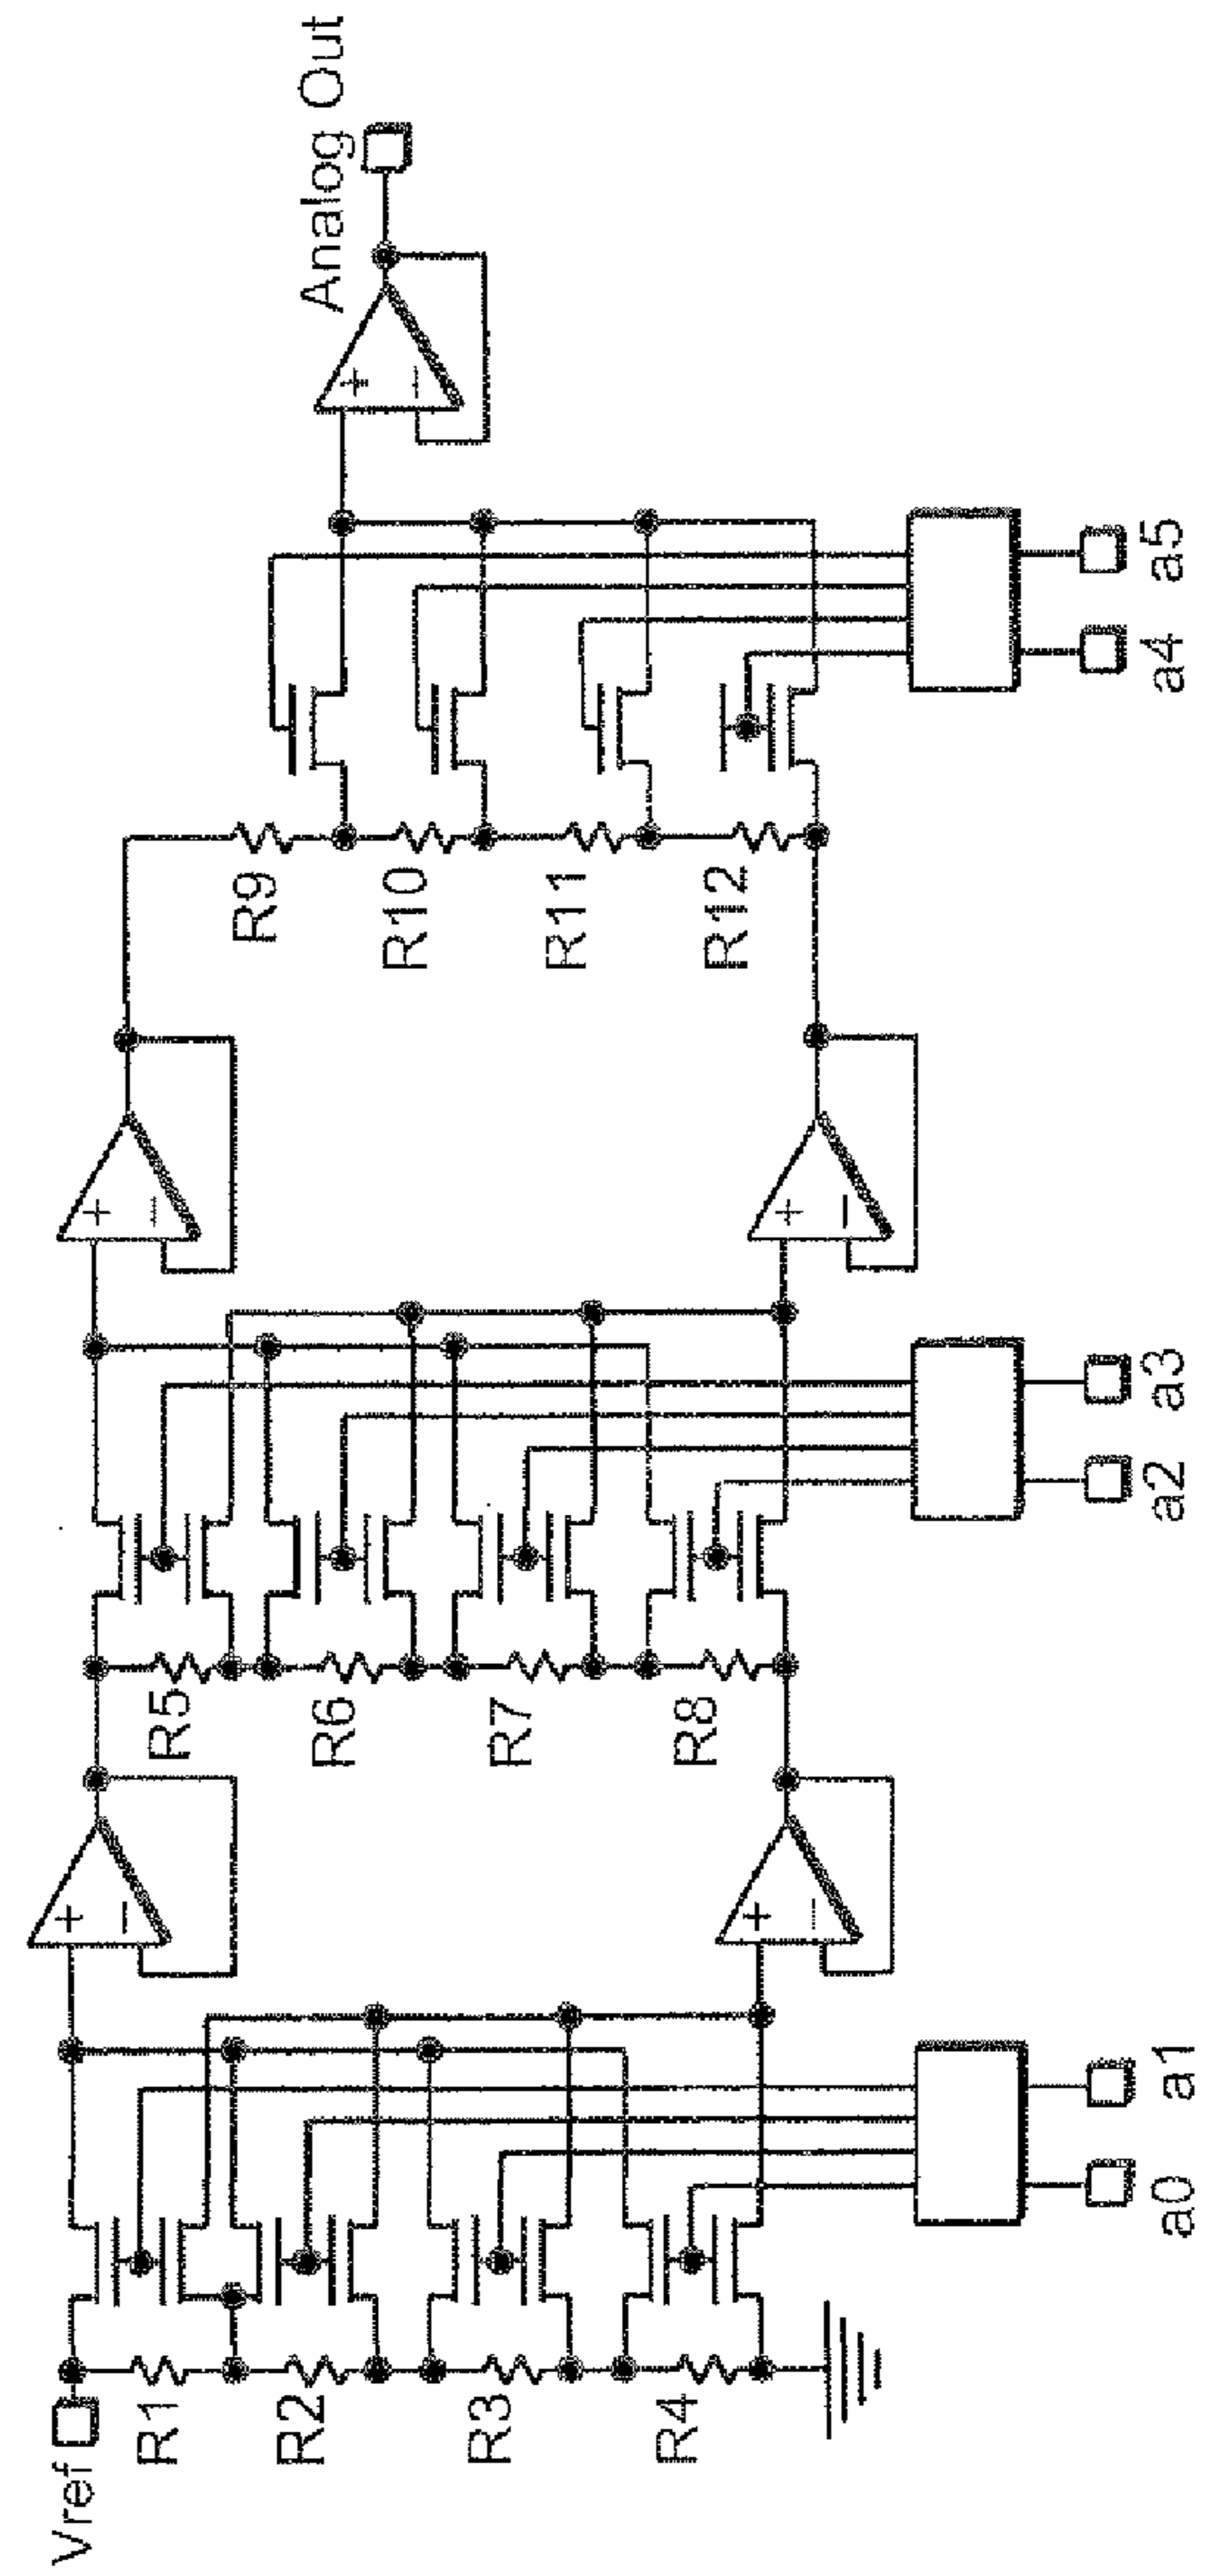 Vref
R1
R2
R3
R4
a0
a1
+
−
+
−
R5
R6
R7
R8
a2
a3
+
−
+
−
R9
R10
R11
R12
a4
a5
+
−
Analog Out